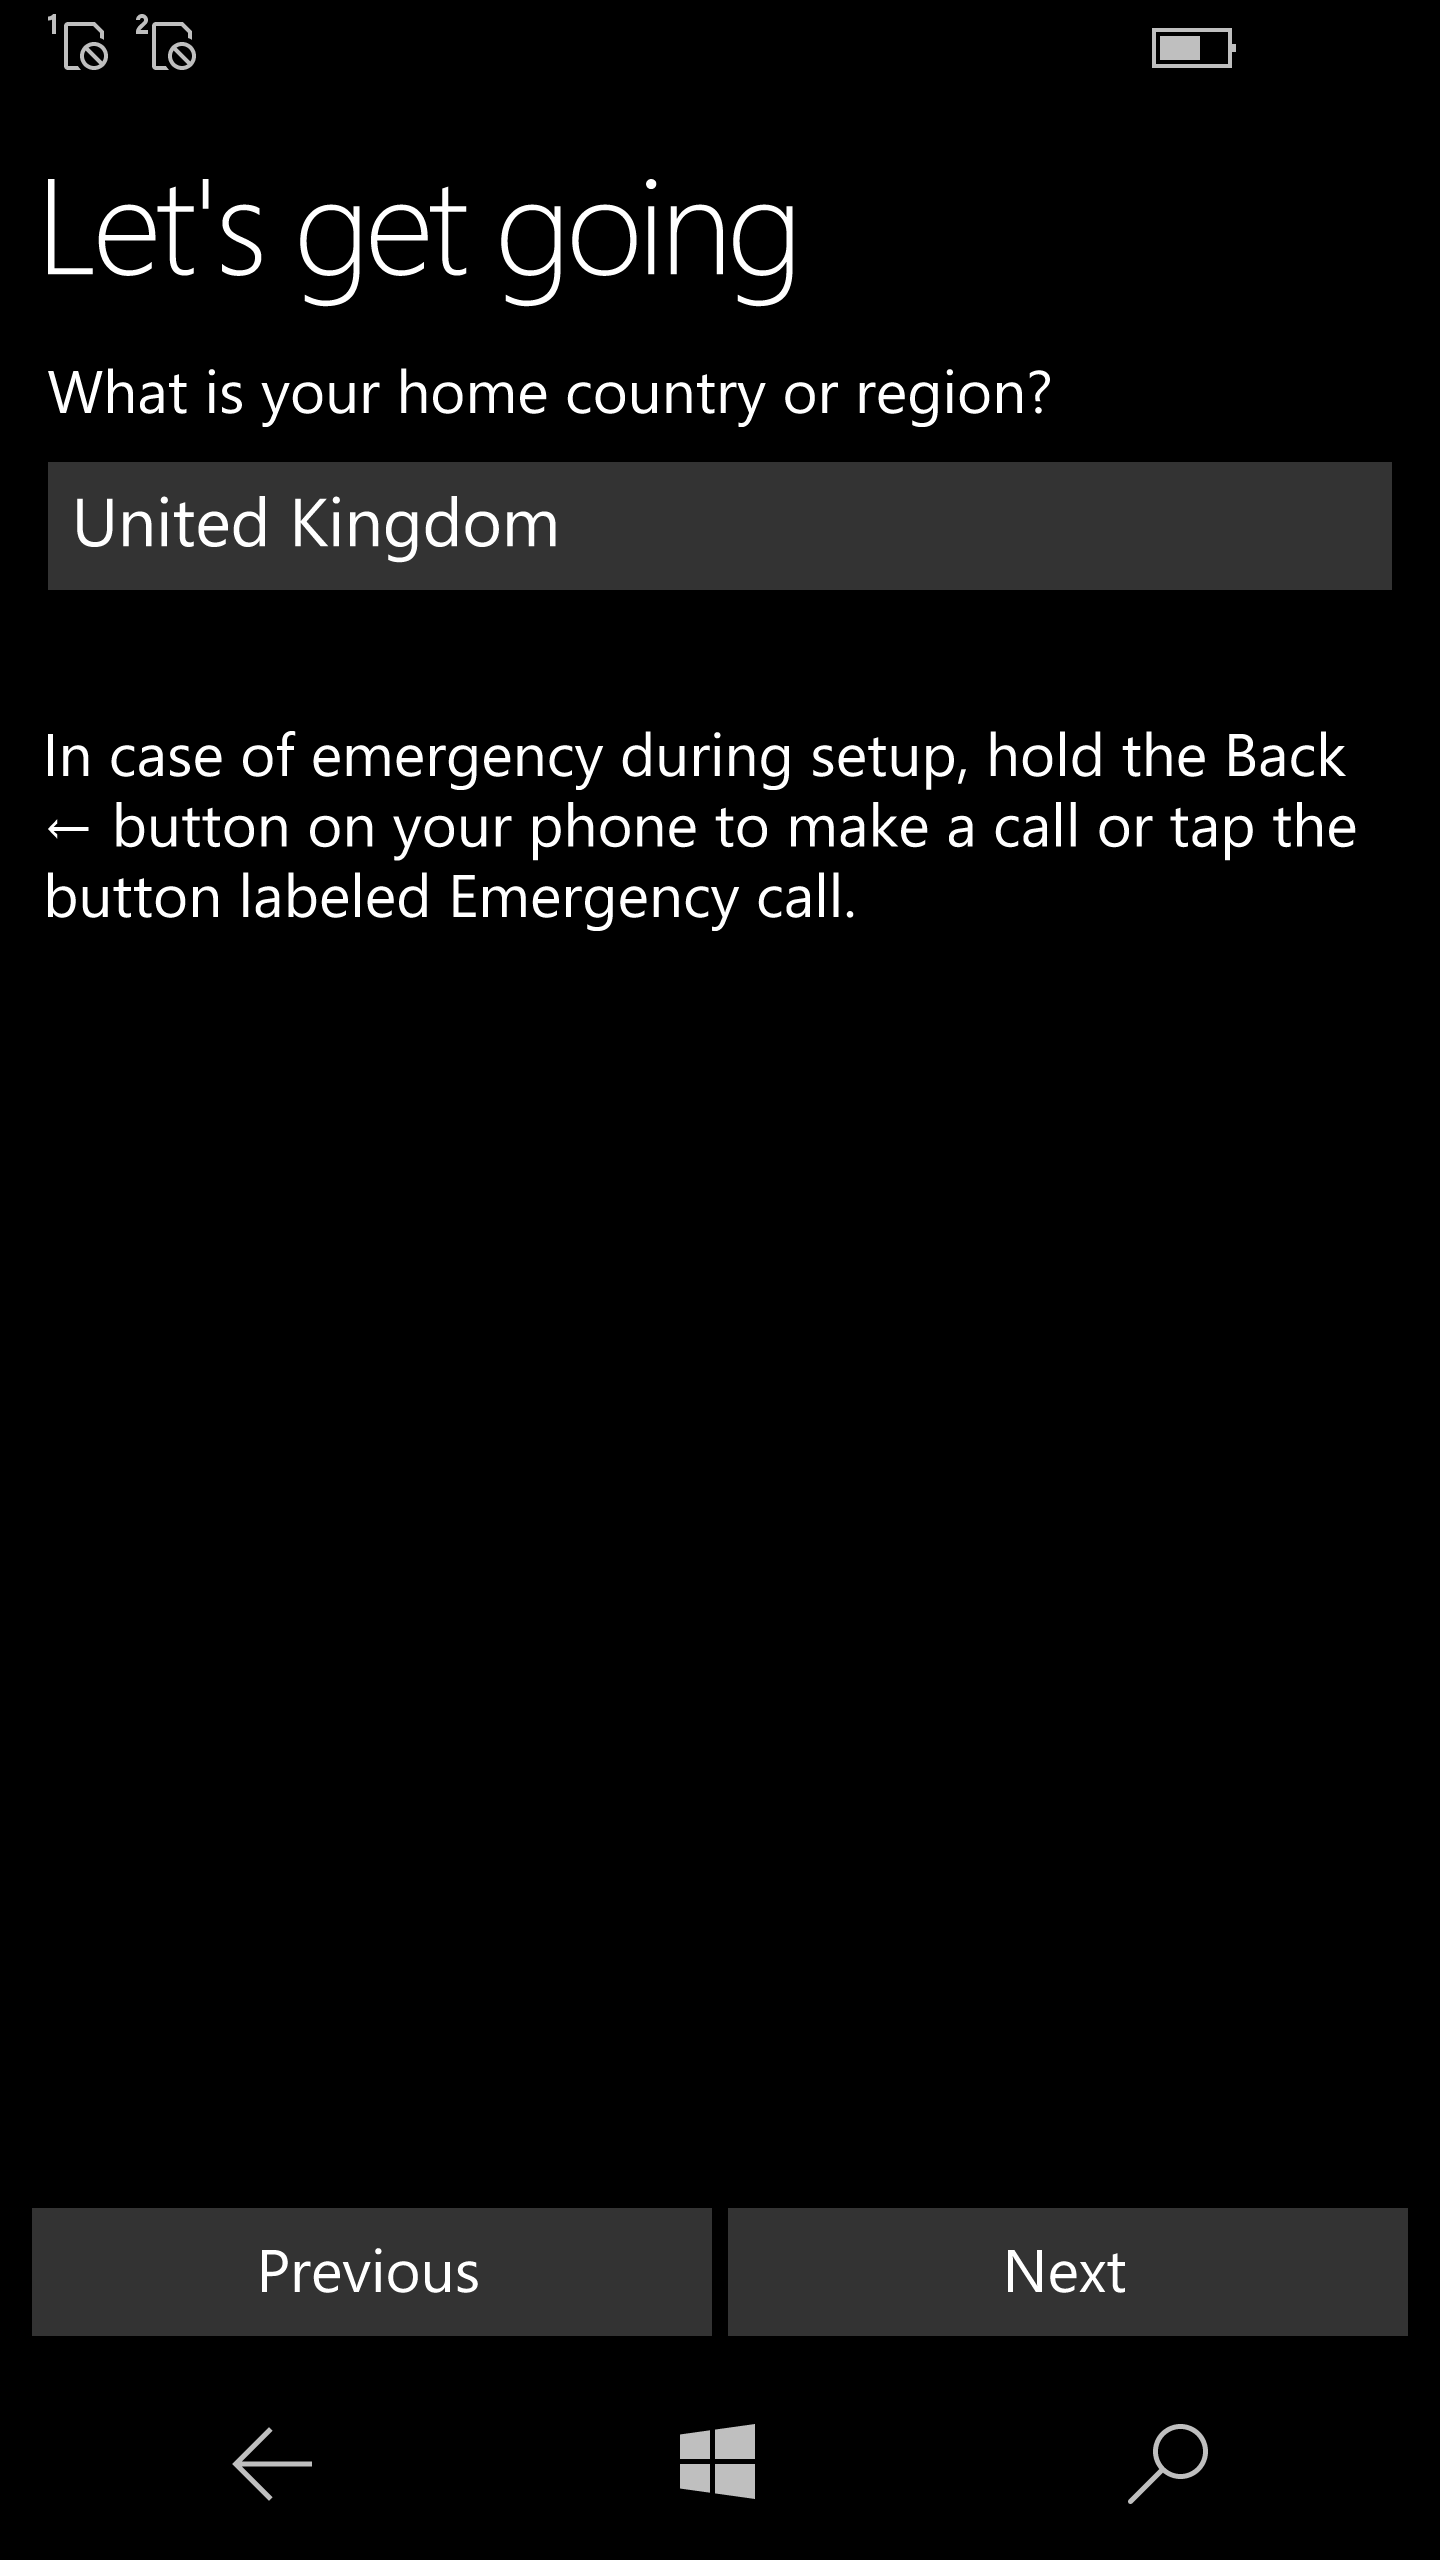 1 2
Let's get going
What is your home country or region?
United Kingdom
In case of emergency during setup, hold the Back
← button on your phone to make a call or tap the
button labeled Emergency call.
Previous Next